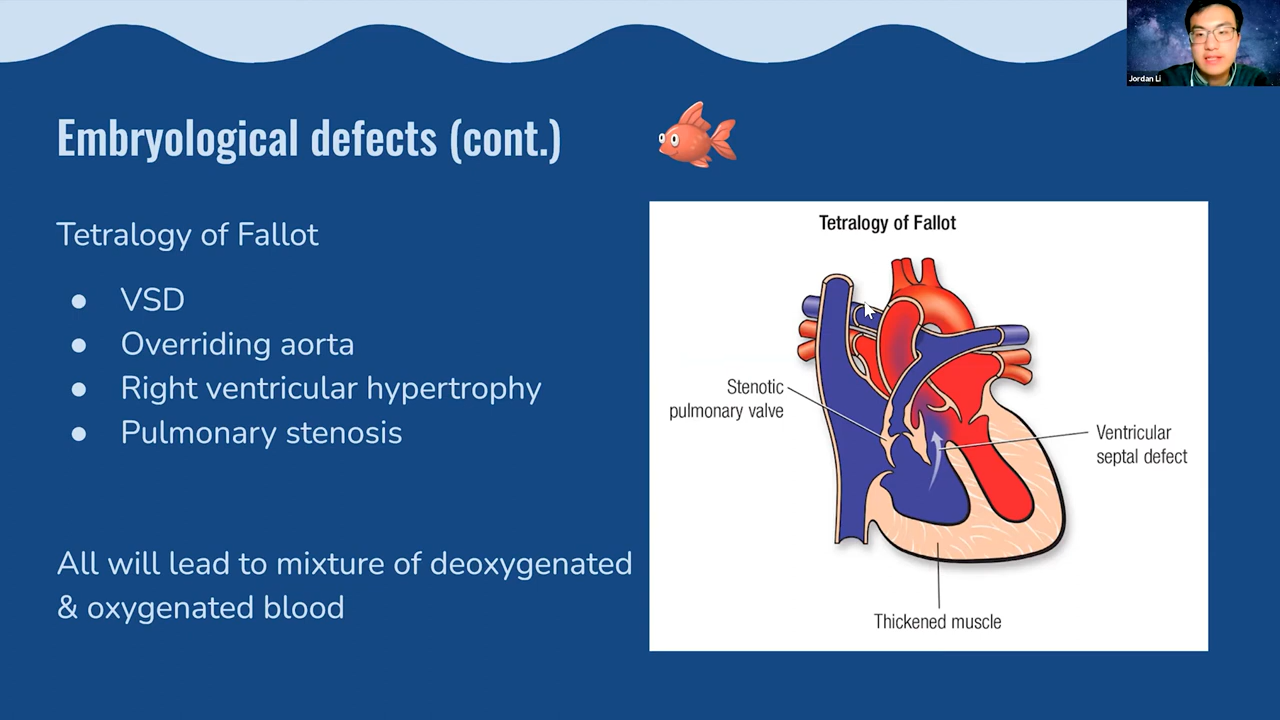 Jordan Li
Embryological defects (cont.)
Tetralogy of Fallot
● VSD
● Overriding aorta
● Right ventricular hypertrophy
● Pulmonary stenosis
All will lead to mixture of deoxygenated
& oxygenated blood
Tetralogy of Fallot
Stenotic
pulmonary valve
Ventricular
septal defect
Thickened muscle